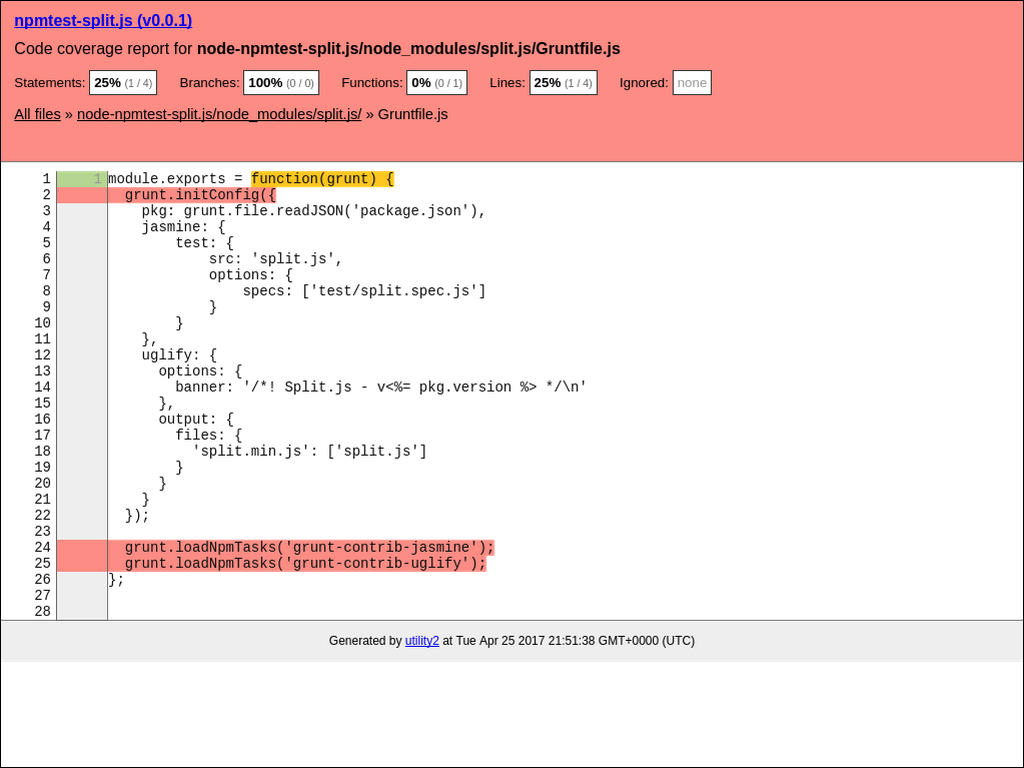 npmtest-split.js (v0.0.1)
Code coverage report for node-npmtest-split.js/node_modules/split.js/Gruntfile.js
Statements: 25% (1 / 4) Branches: 100% (0 / 0) Functions: 0% (0 / 1) Lines: 25% (1 / 4) Ignored: none
All files » node-npmtest-split.js/node_modules/split.js/ » Gruntfile.js
1 1 module.exports = function(grunt) {
2   grunt.initConfig({
3     pkg: grunt.file.readJSON('package.json'),
4     jasmine: {
5         test: {
6             src: 'split.js',
7             options: {
8                 specs: ['test/split.spec.js']
9             }
10         }
11     },
12     uglify: {
13       options: {
14         banner: '/*! Split.js - v<%= pkg.version %> */\n'
15       },
16       output: {
17         files: {
18           'split.min.js': ['split.js']
19         }
20       }
21     }
22   });
23
24   grunt.loadNpmTasks('grunt-contrib-jasmine');
25   grunt.loadNpmTasks('grunt-contrib-uglify');
26 };
27
28
Generated by utility2 at Tue Apr 25 2017 21:51:38 GMT+0000 (UTC)